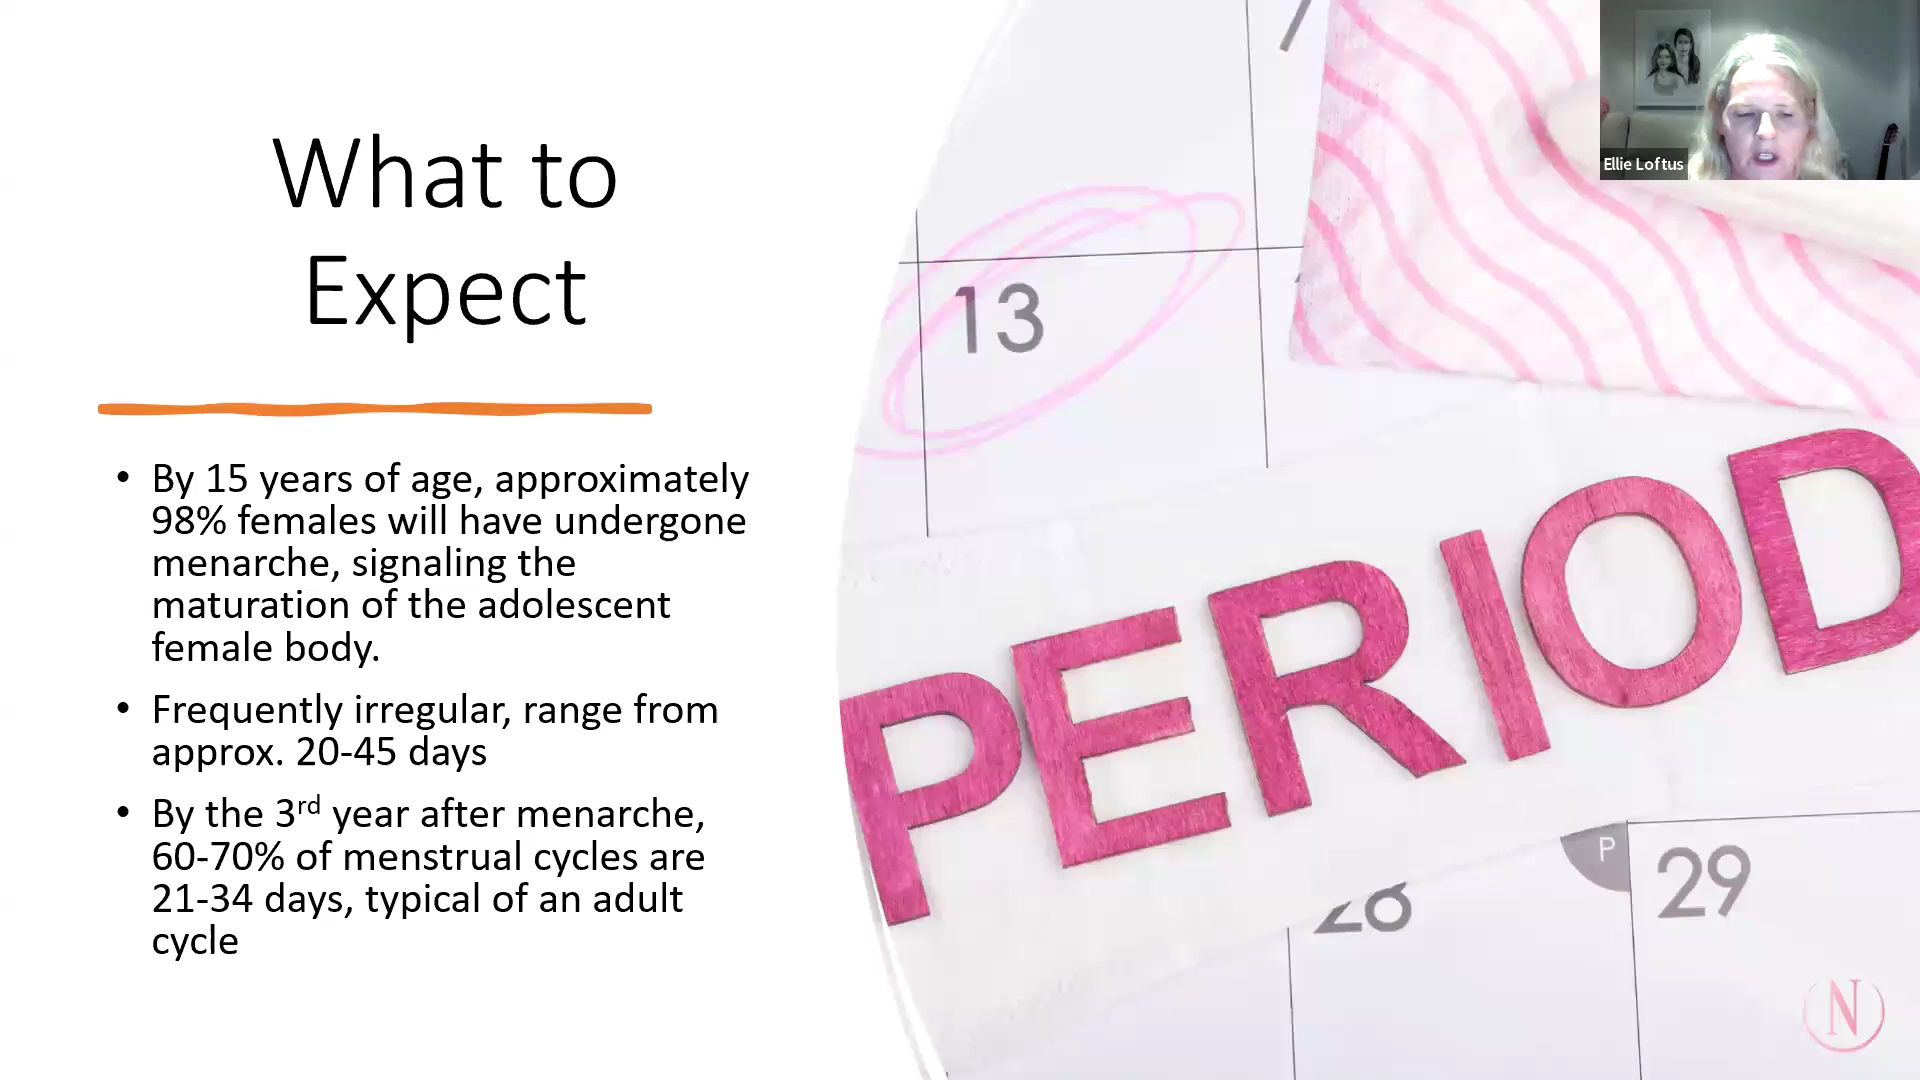 What to
Expect
• By 15 years of age, approximately
98% females will have undergone
menarche, signaling the
maturation of the adolescent
female body.
• Frequently irregular, range from
approx. 20-45 days
• By the 3rd year after menarche,
60-70% of menstrual cycles are
21-34 days, typical of an adult
cycle
7
13
PERIOD
P
28
29
N
Ellie Loftus